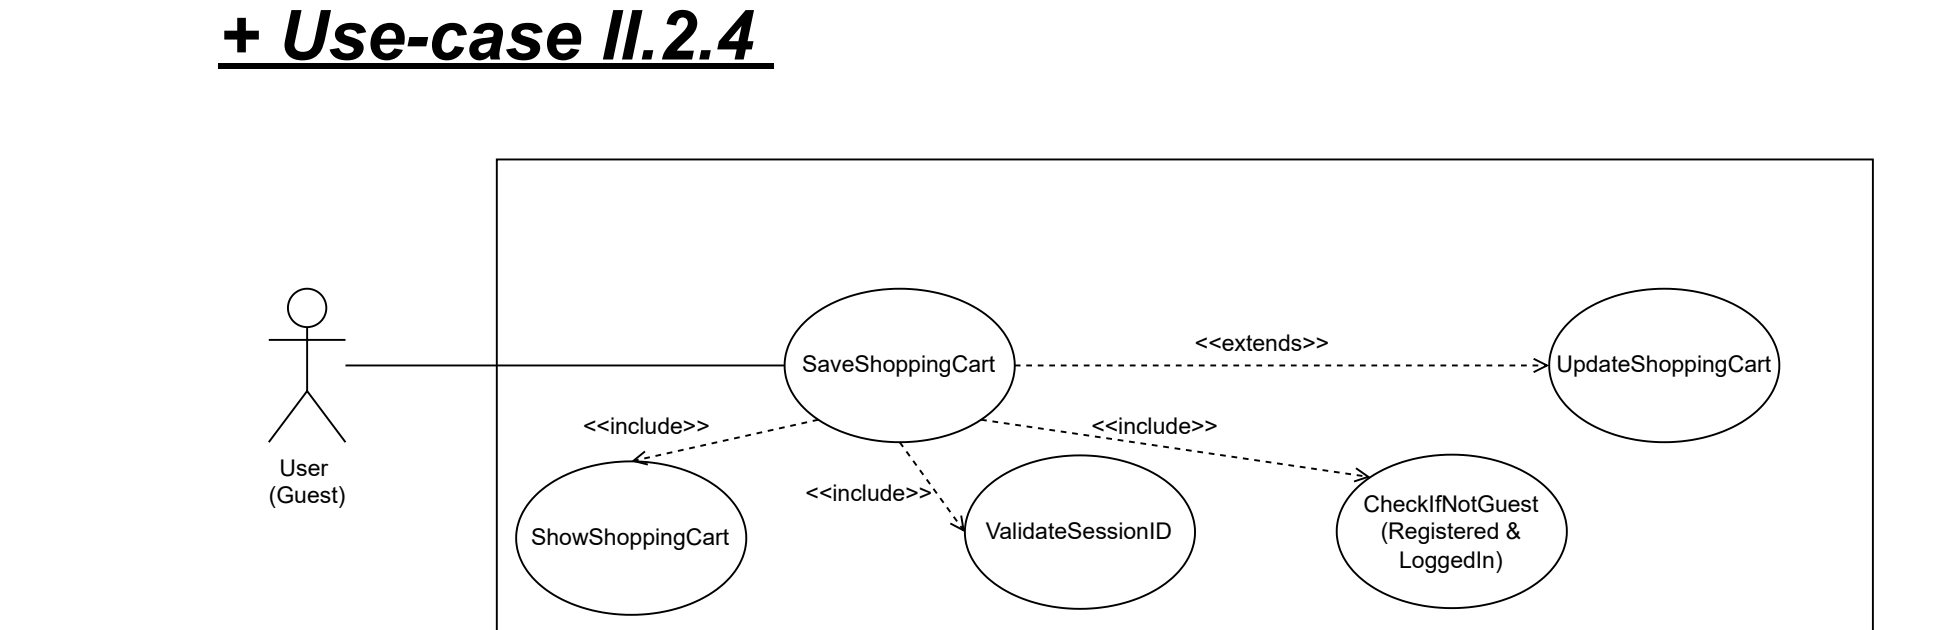 + Use-case II.2.4
<<extends>>
SaveShoppingCart
UpdateShoppingCart
<<include>>
<<include>>
User
(Guest)
<<include>>
ShowShoppingCart
ValidateSessionID
CheckIfNotGuest
(Registered &
LoggedIn)